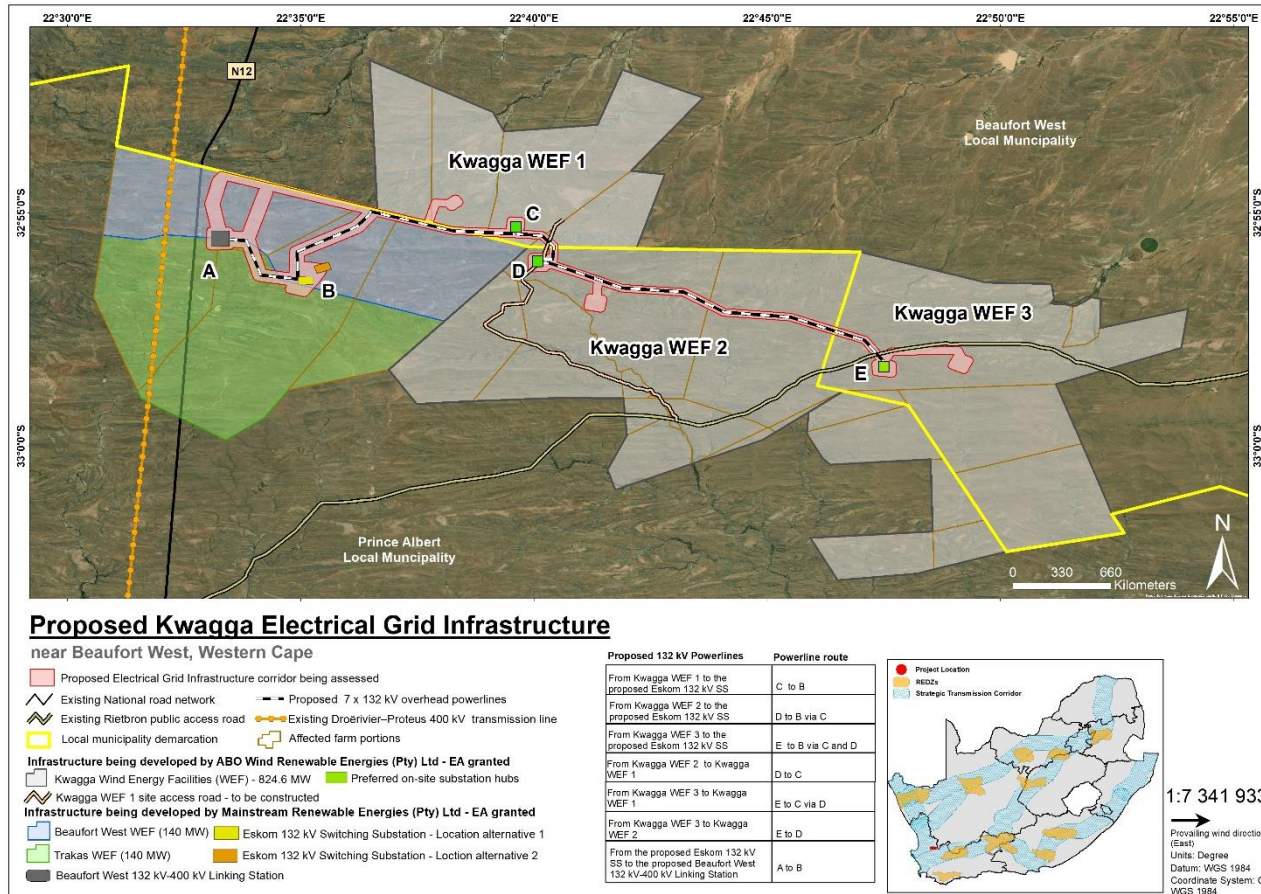 22°30'0"E 22°35'0"E 22°40'0"E 22°45'0"E 22°50'0"E 22°55'0"E
N12
Beaufort West
Local Muncipality
Kwagga WEF 1
32°55'0"S
32°55'0"S
C
A
D
B
Kwagga WEF 3
Kwagga WEF 2
E
33°0'0"S
33°0'0"S
Prince Albert
Local Muncipality
N
0 330 660
Kilometers
Proposed Kwagga Electrical Grid Infrastructure
near Beaufort West, Western Cape
Proposed Electrical Grid Infrastructure corridor being assessed
Existing National road network
Proposed 7 x 132 kV overhead powerlines
Existing Rietbron public access road
Existing Droërivier–Proteus 400 kV transmission line
Local municipality demarcation
Affected farm portions
Infrastructure being developed by ABO Wind Renewable Energies (Pty) Ltd - EA granted
Kwagga Wind Energy Facilities (WEF) - 824.6 MW
Preferred on-site substation hubs
Kwagga WEF 1 site access road - to be constructed
Infrastructure being developed by Mainstream Renewable Energies (Pty) Ltd - EA granted
Beaufort West WEF (140 MW)
Eskom 132 kV Switching Substation - Location alternative 1
Trakas WEF (140 MW)
Eskom 132 kV Switching Substation - Loction alternative 2
Beaufort West 132 kV-400 kV Linking Station
Proposed 132 kV Powerlines Powerline route
From Kwagga WEF 1 to the
proposed Eskom 132 kV SS
C to B
From Kwagga WEF 2 to the
proposed Eskom 132 kV SS
D to B via C
From Kwagga WEF 3 to the
proposed Eskom 132 kV SS
E to B via C and D
From Kwagga WEF 2 to Kwagga
WEF 1
D to C
From Kwagga WEF 3 to Kwagga
WEF 1
E to C via D
From Kwagga WEF 3 to Kwagga
WEF 2
E to D
From the proposed Eskom 132 kV
SS to the proposed Beaufort West
132 kV-400 kV Linking Station
A to B
Project Location
REDZs
Strategic Transmission Corridor
1:7 341 933
Prevailing wind direction
(East)
Units: Degree
Datum: WGS 1984
Coordinate System:
WGS 1984